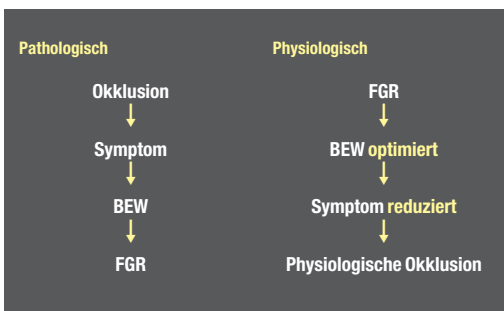 Pathologisch
Okklusion
Symptom
BEW
FGR
Physiologisch
FGR
BEW optimiert
Symptom reduziert
Physiologische Okklusion